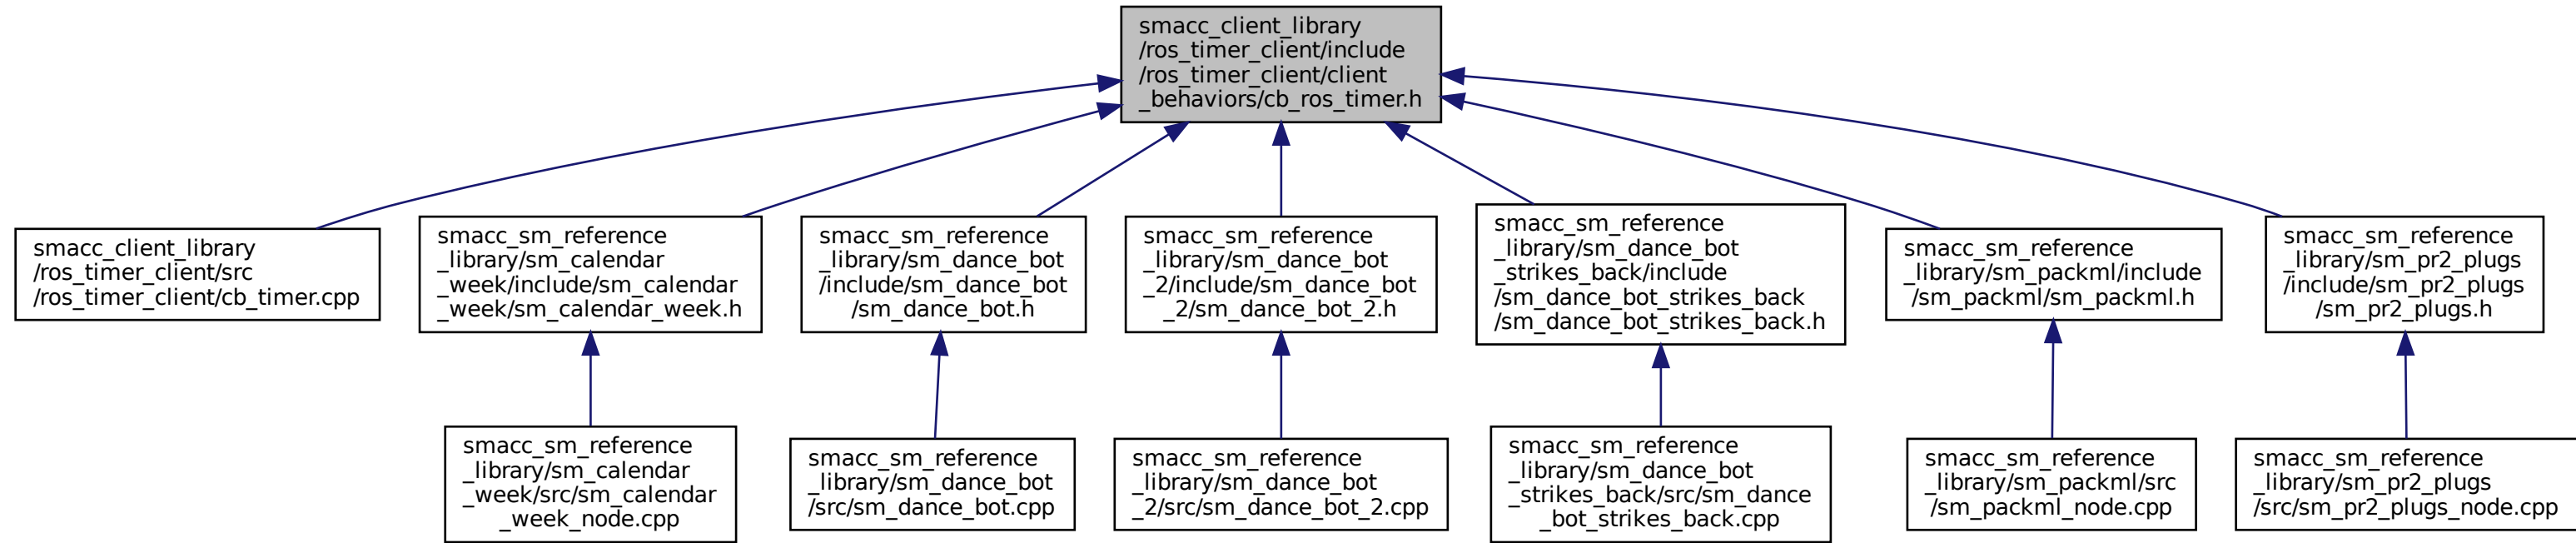 smacc_client_library
/ros_timer_client/include
/ros_timer_client/client
_behaviors/cb_ros_timer.h
smacc_client_library
/ros_timer_client/src
/ros_timer_client/cb_timer.cpp
smacc_sm_reference
_library/sm_calendar
_week/include/sm_calendar
_week/sm_calendar_week.h
smacc_sm_reference
_library/sm_dance_bot
/include/sm_dance_bot
/sm_dance_bot.h
smacc_sm_reference
_library/sm_dance_bot
_2/include/sm_dance_bot
_2/sm_dance_bot_2.h
smacc_sm_reference
_library/sm_dance_bot
_strikes_back/include
/sm_dance_bot_strikes_back
/sm_dance_bot_strikes_back.h
smacc_sm_reference
_library/sm_packml/include
/sm_packml/sm_packml.h
smacc_sm_reference
_library/sm_pr2_plugs
/include/sm_pr2_plugs
/sm_pr2_plugs.h
smacc_sm_reference
_library/sm_calendar
_week/src/sm_calendar
_week_node.cpp
smacc_sm_reference
_library/sm_dance_bot
/src/sm_dance_bot.cpp
smacc_sm_reference
_library/sm_dance_bot
_2/src/sm_dance_bot_2.cpp
smacc_sm_reference
_library/sm_dance_bot
_strikes_back/src/sm_dance
_bot_strikes_back.cpp
smacc_sm_reference
_library/sm_packml/src
/sm_packml_node.cpp
smacc_sm_reference
_library/sm_pr2_plugs
/src/sm_pr2_plugs_node.cpp